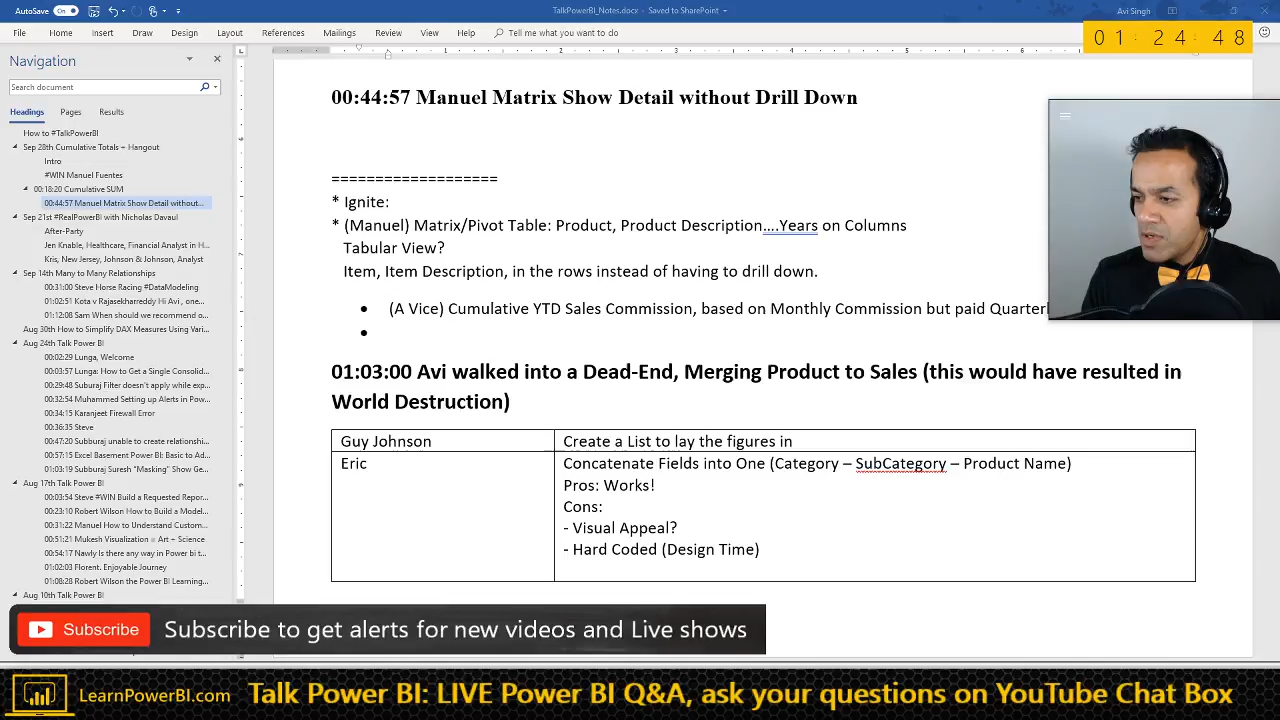 AutoSave On
TalkPowerBI_Notes.docx - Saved to SharePoint
Avi Singh
File Home Insert Draw Design Layout References Mailings Review View Help Tell me what you want to do
01:24:48
Navigation
Search document
Headings Pages Results
How to #TalkPowerBI
Sep 28th Cumulative Totals + Hangout
Intro
#WIN Manuel Fuentes
00:18:20 Cumulative SUM
00:44:57 Manuel Matrix Show Detail without...
Sep 21st #RealPowerBI with Nicholas Davaul
After-Party
Jen Knable, Healthcare, Financial Analyst in H...
Kris, New Jersey, Johnson & Johnson, Analyst
Sep 14th Many to Many Relationships
00:31:00 Steve Horse Racing #DataModeling
01:02:51 Kota v Rajasekharreddy Hi Avi , one...
01:12:08 Sam When should we recommend o...
Aug 30th How to Simplify DAX Measures Using Vari...
Aug 24th Talk Power BI
00:02:29 Lunga, Welcome
00:03:57 Lunga: How to Get a Single Consolid...
00:29:48 Suburaj Filter doesn't apply while exp...
00:32:54 Muhammed Setting up Alerts in Pow...
00:34:15 Karanjeet Firewall Error
00:36:35 Steve
00:47:20 Subburaj unable to create relationshi...
00:57:15 Excel Basement Power BI: Basic to Ad...
01:03:19 Subburaj Suresh "Masking" Show Ge...
Aug 17th Talk Power BI
00:03:54 Steve #WIN Build a Requested Repor...
00:23:10 Robert Wilson How to Build a Model...
00:31:22 Manuel How to Understand Custom...
00:51:21 Mukesh Visualization = Art + Science
00:54:17 Nawly Is there any way in Power bi t...
01:02:03 Florent. Enjoyable Journey
01:08:28 Robert Wilson the Power BI Learning...
Aug 10th Talk Power BI
00:44:57 Manuel Matrix Show Detail without Drill Down
===================
* Ignite:
* (Manuel) Matrix/Pivot Table: Product, Product Description....Years on Columns
Tabular View?
Item, Item Description, in the rows instead of having to drill down.
• (A Vice) Cumulative YTD Sales Commission, based on Monthly Commission but paid Quarterl
•
01:03:00 Avi walked into a Dead-End, Merging Product to Sales (this would have resulted in
World Destruction)
Guy Johnson Create a List to lay the figures in
Eric Concatenate Fields into One (Category – SubCategory – Product Name)
Pros: Works!
Cons:
- Visual Appeal?
- Hard Coded (Design Time)
Subscribe Subscribe to get alerts for new videos and Live shows
LearnPowerBI.com Talk Power BI: LIVE Power BI Q&A, ask your questions on YouTube Chat Box